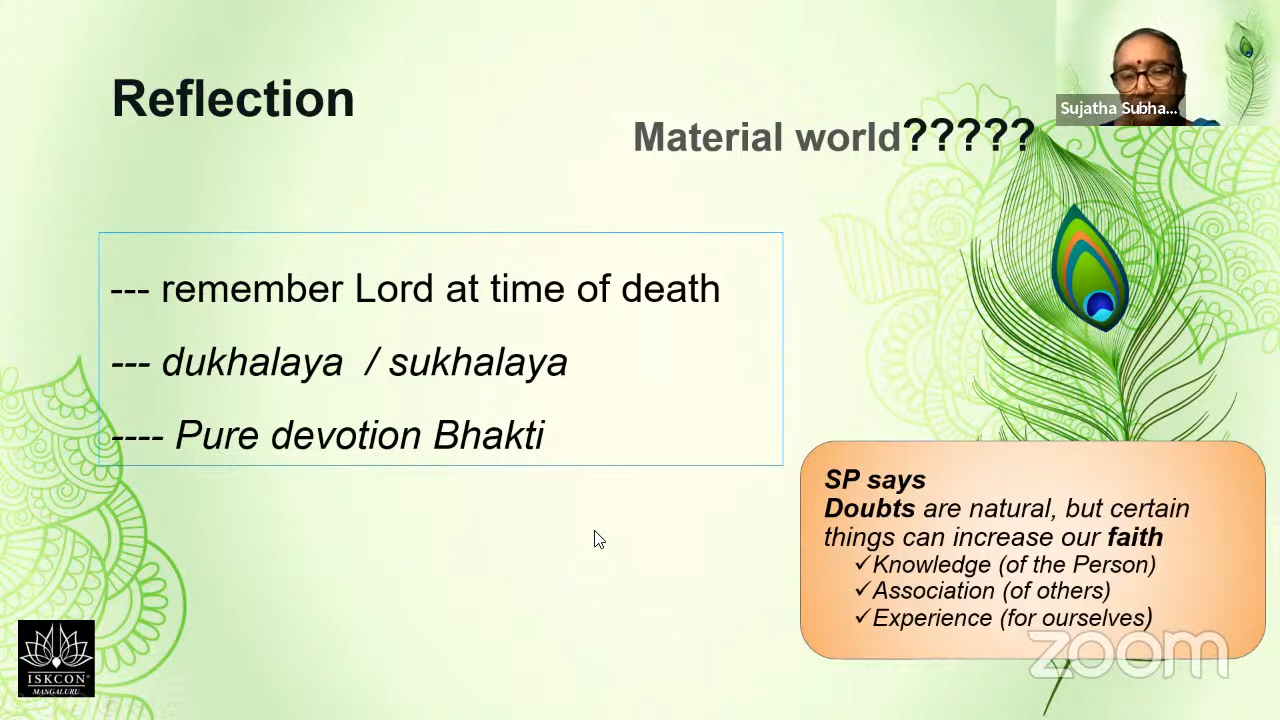 Reflection
Sujatha Subha...
Material world?????
--- remember Lord at time of death
--- dukhalaya / sukhalaya
---- Pure devotion Bhakti
SP says
Doubts are natural, but certain
things can increase our faith
✓Knowledge (of the Person)
✓Association (of others)
✓Experience (for ourselves)
zoom
ISKCON
MANGALURU